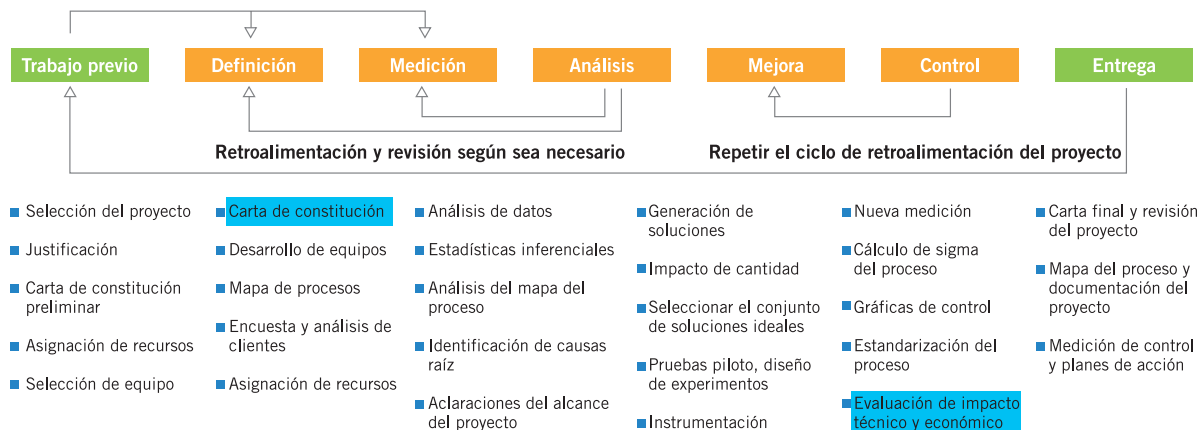 Trabajo previo
Definición
Medición
Análisis
Mejora
Control
Entrega
Retroalimentación y revisión según sea necesario
Repetir el ciclo de retroalimentación del proyecto
Selección del proyecto
Justificación
Carta de constitución
preliminar
Asignación de recursos
Selección de equipo
Carta de constitución
Desarrollo de equipos
Mapa de procesos
Encuesta y análisis de
clientes
Asignación de recursos
Análisis de datos
Estadísticas inferenciales
Análisis del mapa del
proceso
Identificación de causas
raíz
Aclaraciones del alcance
del proyecto
Generación de
soluciones
Impacto de cantidad
Seleccionar el conjunto
de soluciones ideales
Pruebas piloto, diseño
de experimentos
Instrumentación
Nueva medición
Cálculo de sigma
del proceso
Gráficas de control
Estandarización del
proceso
Evaluación de impacto
técnico y económico
Carta final y revisión
del proyecto
Mapa del proceso y
documentación del
proyecto
Medición de control
y planes de acción